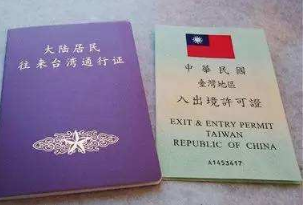 大陆居民
往来台湾通行证
中華民國
臺灣地區
入出境許可證
EXIT & ENTRY PERMIT
TAIWAN
REPUBLIC OF CHINA
A1453417